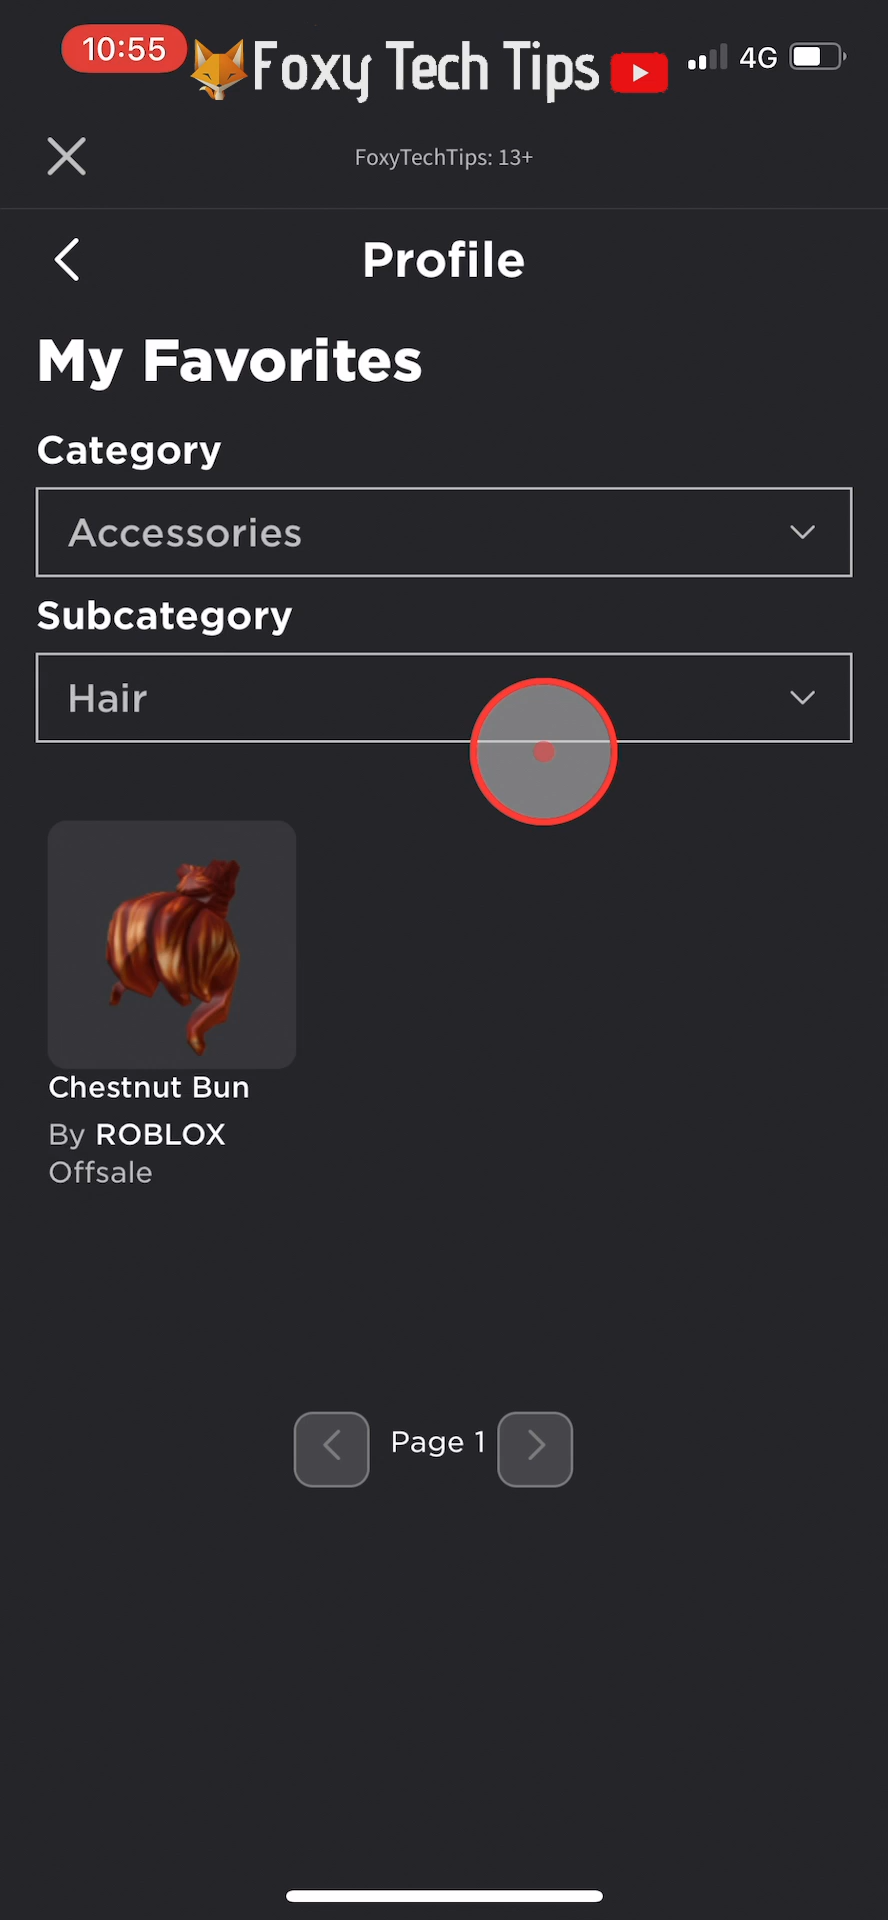 10:55
Foxy Tech Tips
4G
FoxyTechTips: 13+
Profile
My Favorites
Category
Accessories
Subcategory
Hair
Chestnut Bun
By ROBLOX
Offsale
Page 1